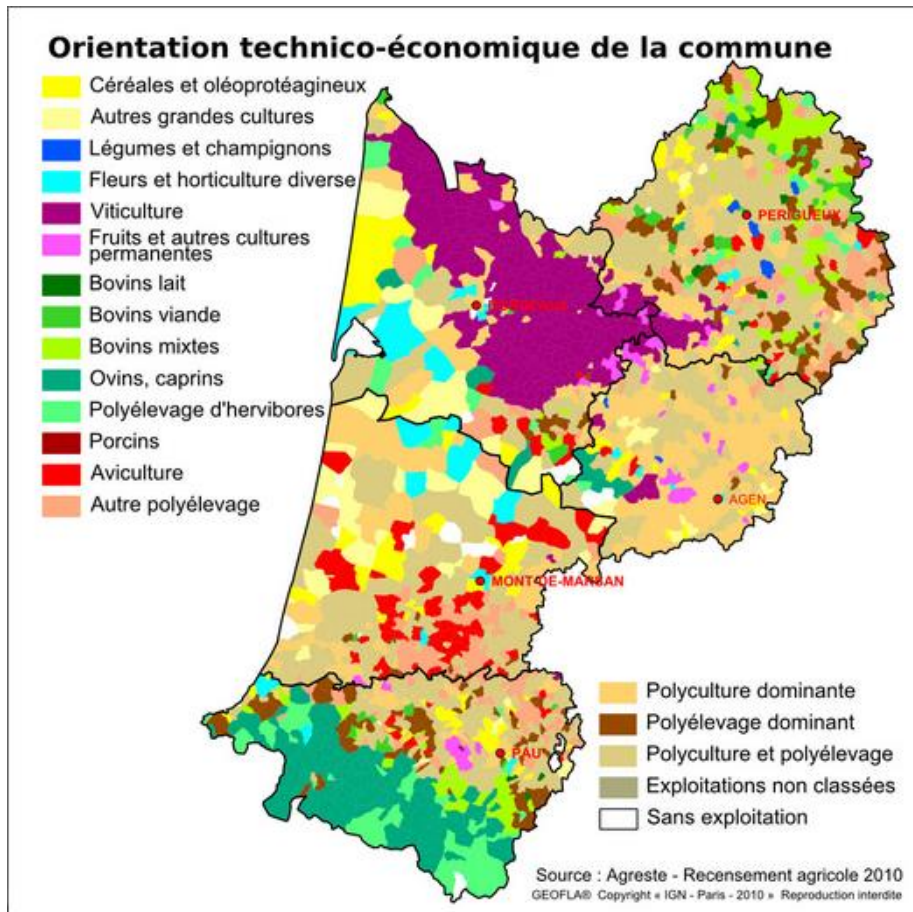 Orientation technico-économique de la commune
Céréales et oléoprotéagineux
Autres grandes cultures
Légumes et champignons
Fleurs et horticulture diverse
Viticulture
Fruits et autres cultures
permanentes
Bovins lait
Bovins viande
Bovins mixtes
Ovins, caprins
Polyélevage d'hervibores
Porcins
Aviculture
Autre polyélevage
PERIGUEUX
BORDEAUX
AGEN
MONT-DE-MARSAN
PAU
Polyculture dominante
Polyélevage dominant
Polyculture et polyélevage
Exploitations non classées
Sans exploitation
Source : Agreste - Recensement agricole 2010
GEOFLA® Copyright « IGN - Paris - 2010 » Reproduction interdite